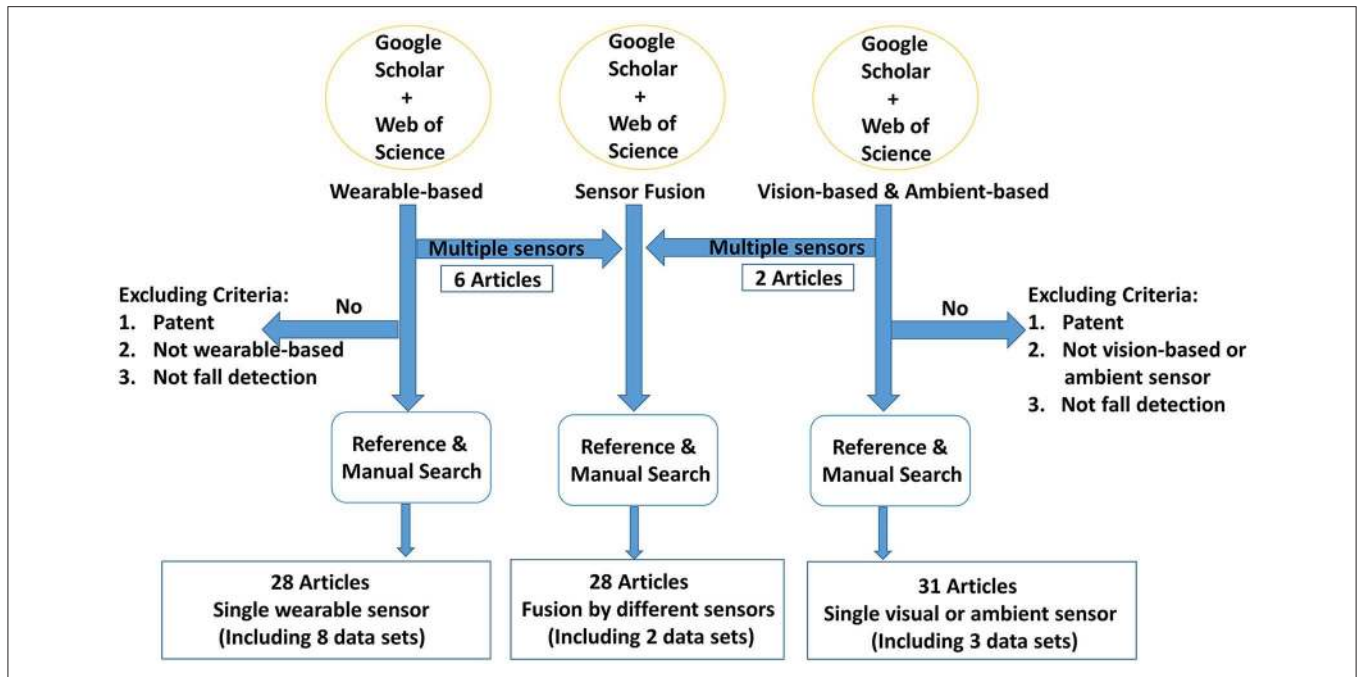 Google
Scholar
+
Web of
Science
Google
Scholar
+
Web of
Science
Google
Scholar
+
Web of
Science
Wearable-based
Sensor Fusion
Vision-based & Ambient-based
Multiple sensors
6 Articles
Multiple sensors
2 Articles
Excluding Criteria:
1. Patent
2. Not wearable-based
3. Not fall detection
No
No
Excluding Criteria:
1. Patent
2. Not vision-based or
ambient sensor
3. Not fall detection
Reference &
Manual Search
Reference &
Manual Search
Reference &
Manual Search
28 Articles
Single wearable sensor
(Including 8 data sets)
28 Articles
Fusion by different sensors
(Including 2 data sets)
31 Articles
Single visual or ambient sensor
(Including 3 data sets)